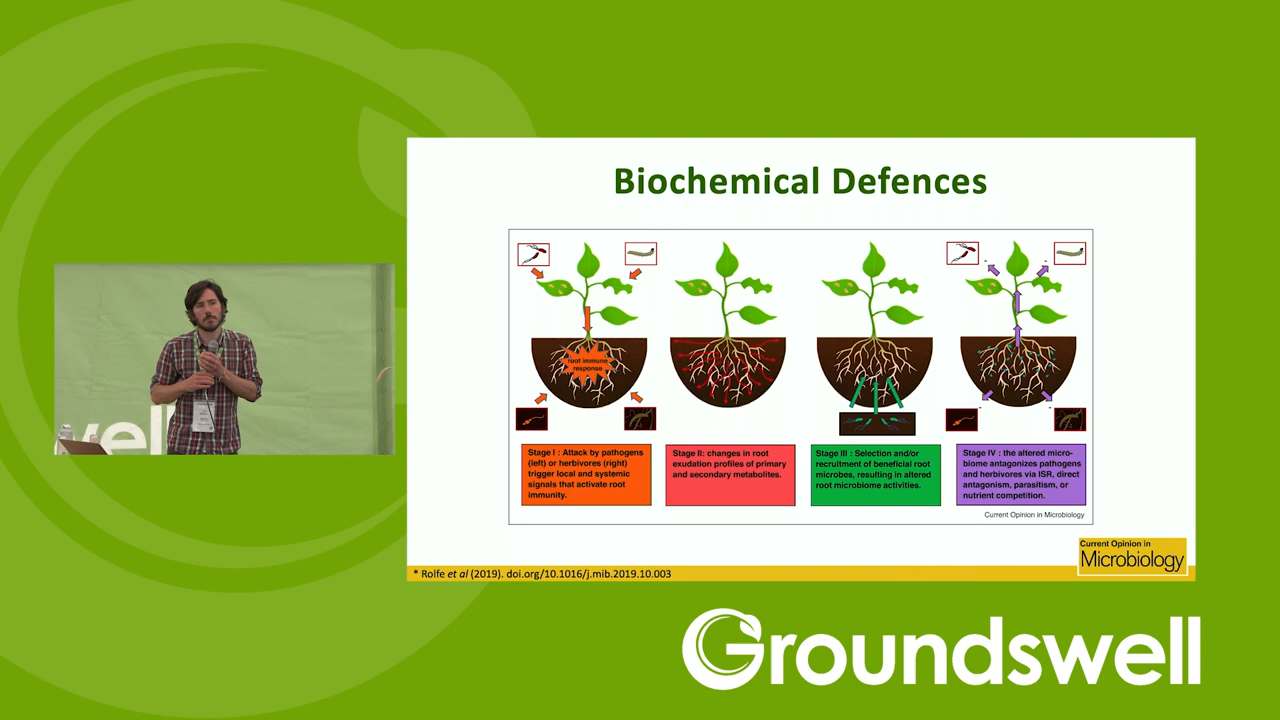 Biochemical Defences
root immune
response
Stage I : Attack by pathogens
(left) or herbivores (right)
trigger local and systemic
signals that activate root
immunity.
Stage II: changes in root
exudation profiles of primary
and secondary metabolites.
Stage III : Selection and/or
recruitment of beneficial root
microbes, resulting in altered
root microbiome activities.
Stage IV : the altered micro-
biome antagonizes pathogens
and herbivores via ISR, direct
antagonism, parasitism, or
nutrient competition.
Current Opinion in Microbiology
Current Opinion in
Microbiology
* Rolfe et al (2019). doi.org/10.1016/j.mib.2019.10.003
well
Groundswell